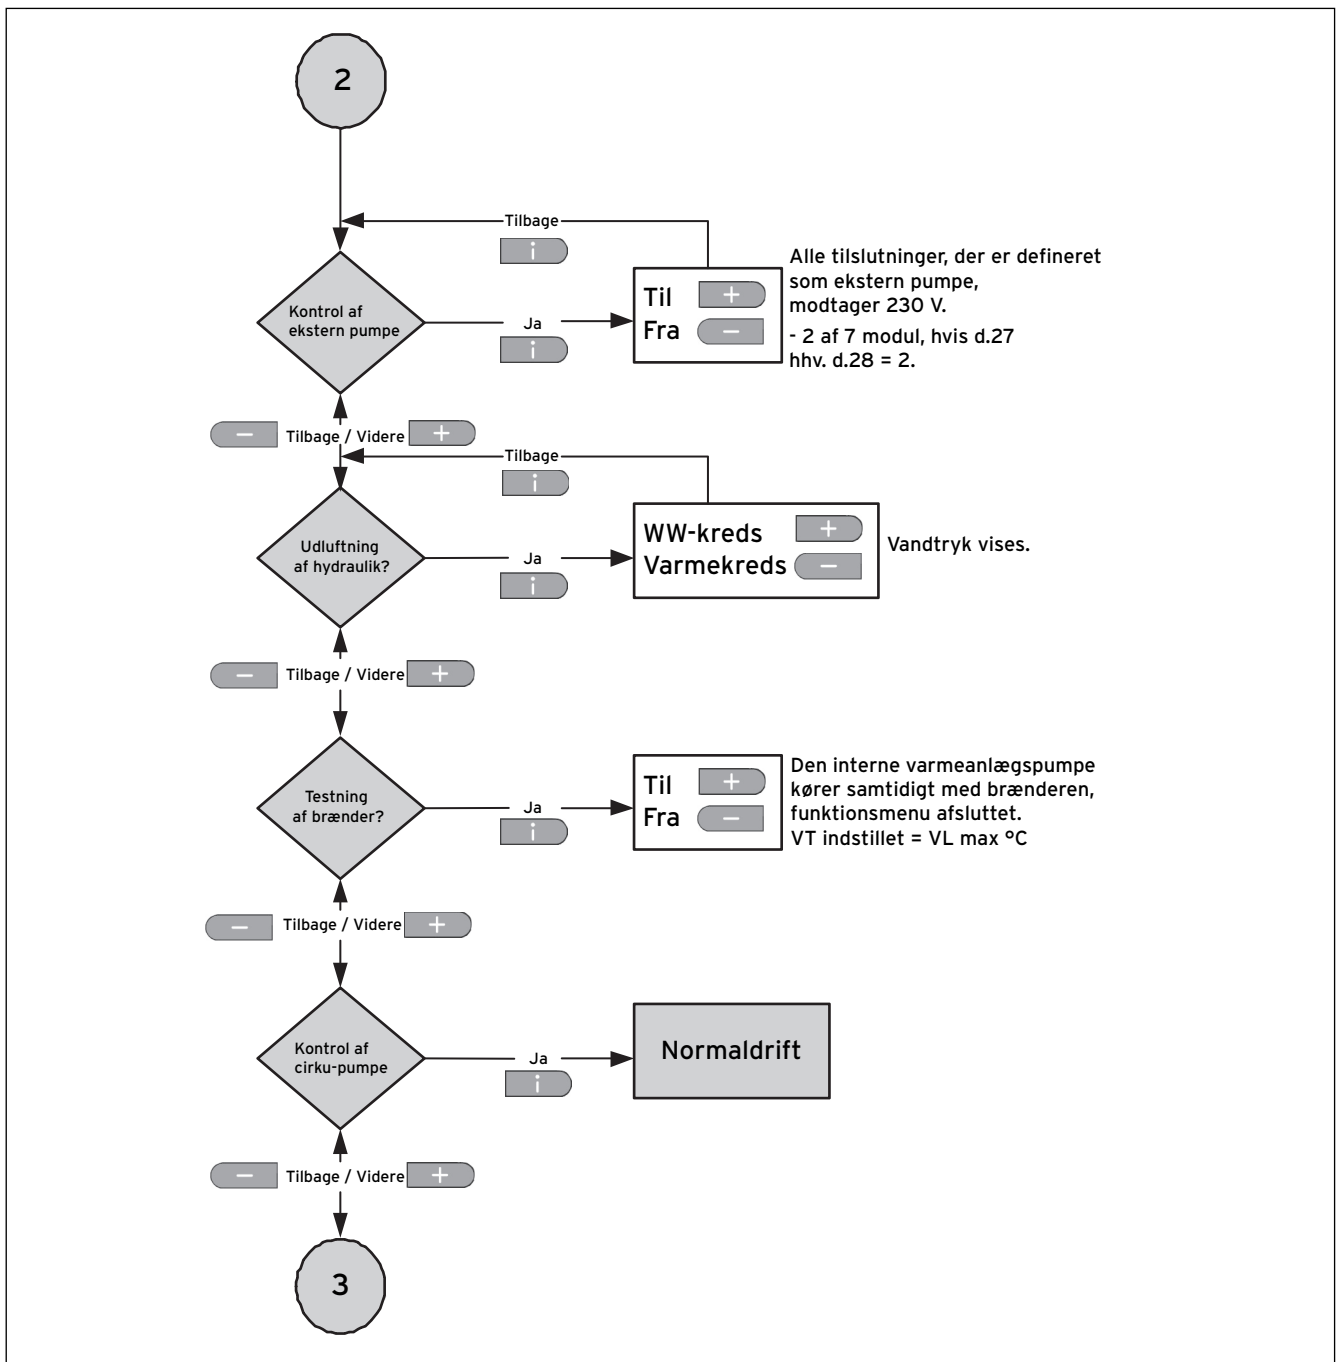 2
Tilbage
i
Kontrol af
ekstern pumpe
Ja
i
Til +
Fra −
Alle tilslutninger, der er defineret
som ekstern pumpe,
modtager 230 V.
- 2 af 7 modul, hvis d.27
hhv. d.28 = 2.
− Tilbage / Videre +
Tilbage
i
Udluftning
af hydraulik?
Ja
i
WW-kreds +
Varmekreds −
Vandtryk vises.
− Tilbage / Videre +
Testning
af brænder?
Ja
i
Til +
Fra −
Den interne varmeanlægspumpe
kører samtidigt med brænderen,
funktionsmenu afsluttet.
VT indstillet = VL max °C
− Tilbage / Videre +
Kontrol af
cirku-pumpe
Ja
i
Normaldrift
− Tilbage / Videre +
3